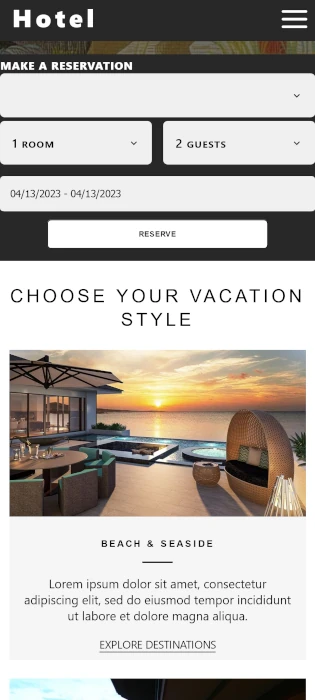 Hotel
MAKE A RESERVATION
1 ROOM
2 GUESTS
04/13/2023 - 04/13/2023
RESERVE
CHOOSE YOUR VACATION
STYLE
BEACH & SEASIDE
Lorem ipsum dolor sit amet, consectetur
adipiscing elit, sed do eiusmod tempor incididunt
ut labore et dolore magna aliqua.
EXPLORE DESTINATIONS